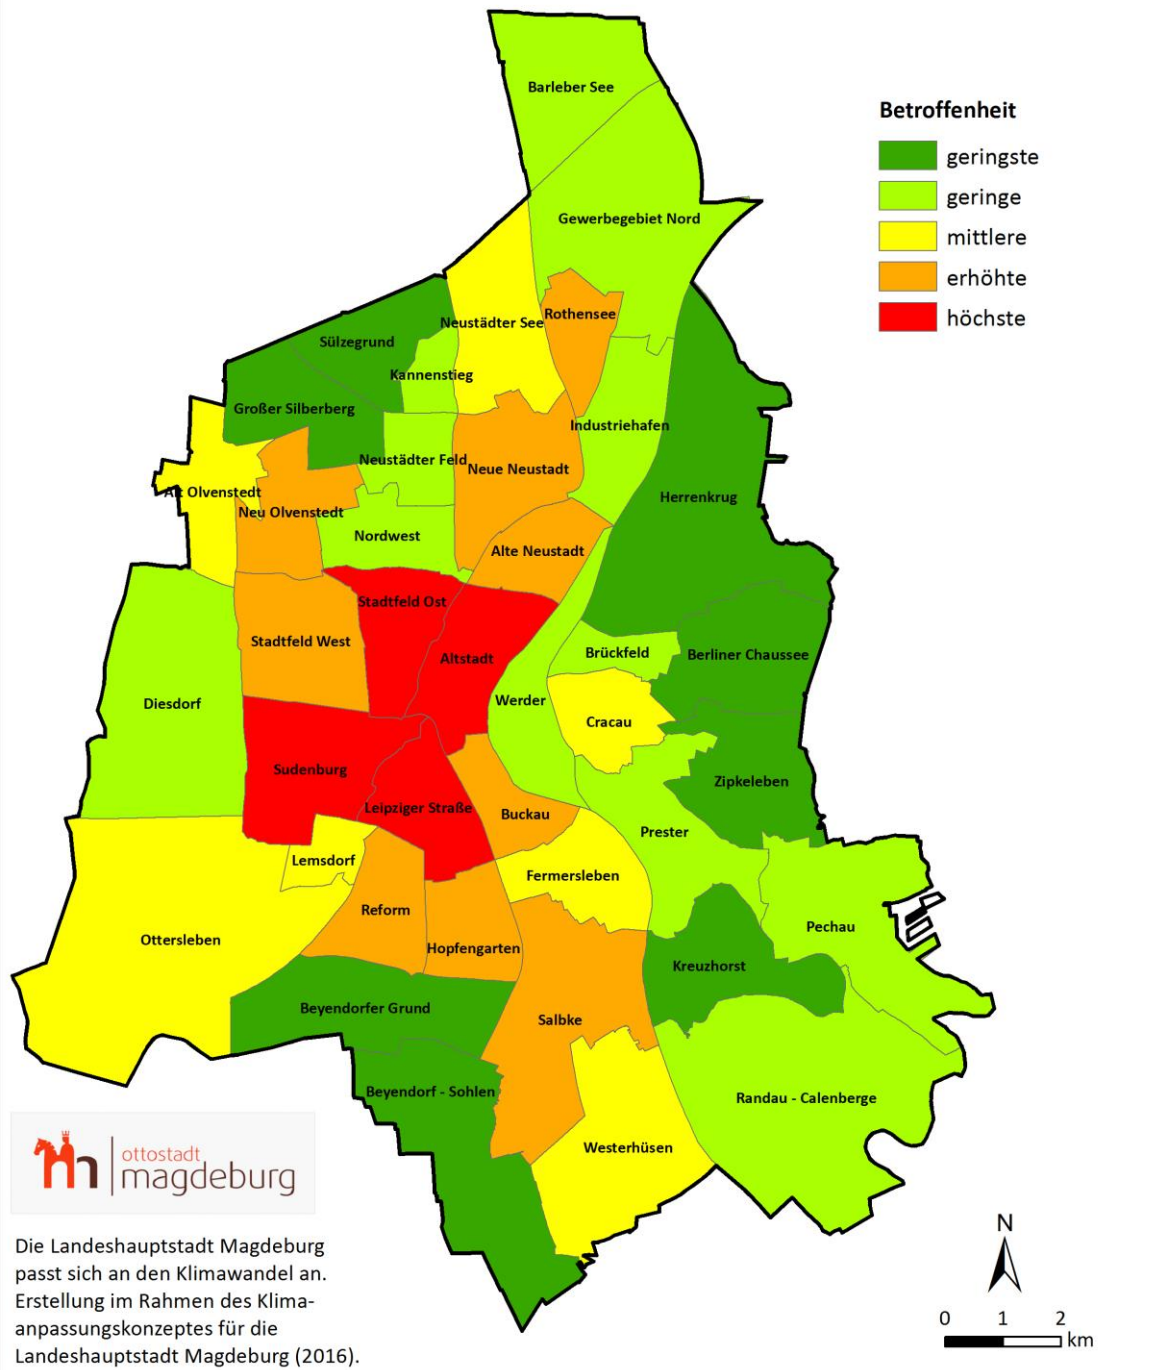 Barleber See
Betroffenheit
geringste
geringe
mittlere
erhöhte
höchste
Gewerbegebiet Nord
Rothensee
Neustädter See
Sülzegrund
Kannenstieg
Großer Silberberg
Industriehafen
Neustädter Feld
Neue Neustadt
Alt Olvenstedt
Neu Olvenstedt
Herrenkrug
Nordwest
Alte Neustadt
Stadtfeld Ost
Stadtfeld West
Altstadt
Brückfeld
Berliner Chaussee
Werder
Diesdorf
Cracau
Sudenburg
Zipkeleben
Leipziger Straße
Buckau
Prester
Lemsdorf
Fermersleben
Reform
Pechau
Ottersleben
Hopfengarten
Kreuzhorst
Beyendorfer Grund
Salbke
Beyendorf - Sohlen
Randau - Calenberge
Westerhüsen
ottostadt
magdeburg
Die Landeshauptstadt Magdeburg
passt sich an den Klimawandel an.
Erstellung im Rahmen des Klima-
anpassungskonzeptes für die
Landeshauptstadt Magdeburg (2016).
N
0 1 2
km